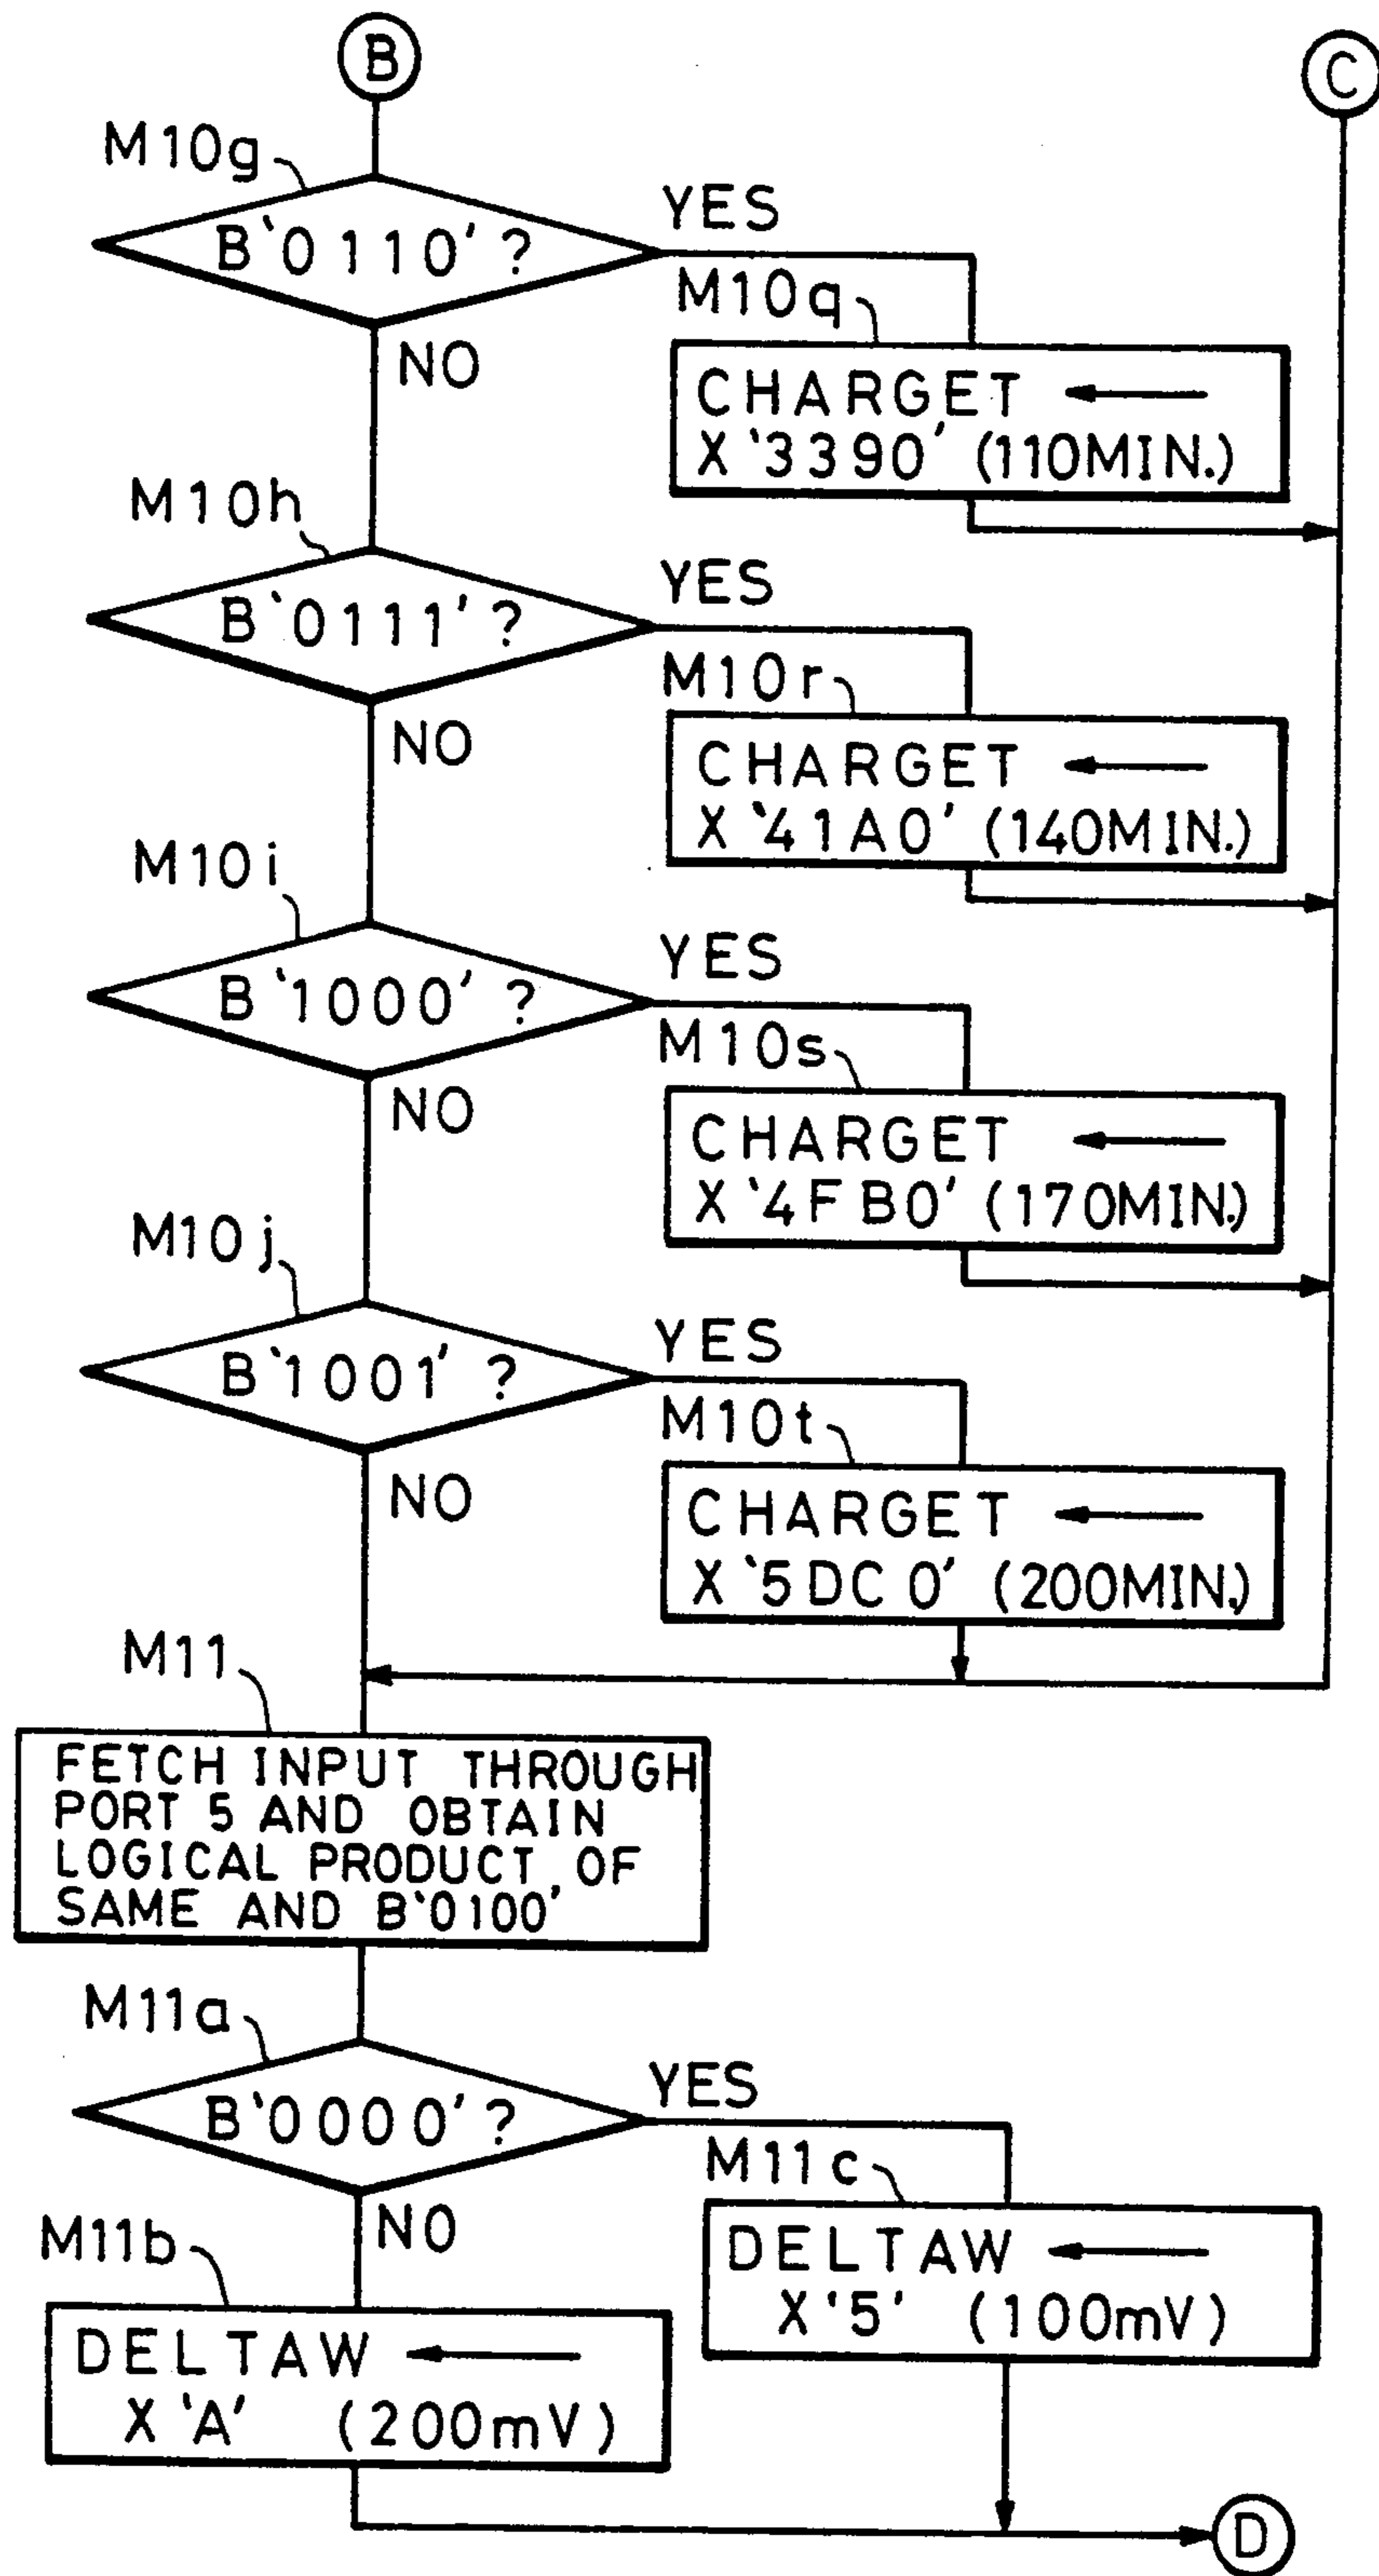 B
C
M10g
B'0110'?
YES
M10q
CHARGET ←
X'3390' (110MIN.)
NO
M10h
B'0111'?
YES
M10r
CHARGET ←
X'41A0' (140MIN.)
NO
M10i
B'1000'?
YES
M10s
CHARGET ←
X'4FB0' (170MIN.)
NO
M10j
B'1001'?
YES
M10t
CHARGET ←
X'5DC0' (200MIN.)
NO
M11
FETCH INPUT THROUGH
PORT 5 AND OBTAIN
LOGICAL PRODUCT OF
SAME AND B'0100'
M11a
B'0000'?
YES
M11c
DELTAW ←
X'5' (100mV)
NO
M11b
DELTAW ←
X'A' (200mV)
D